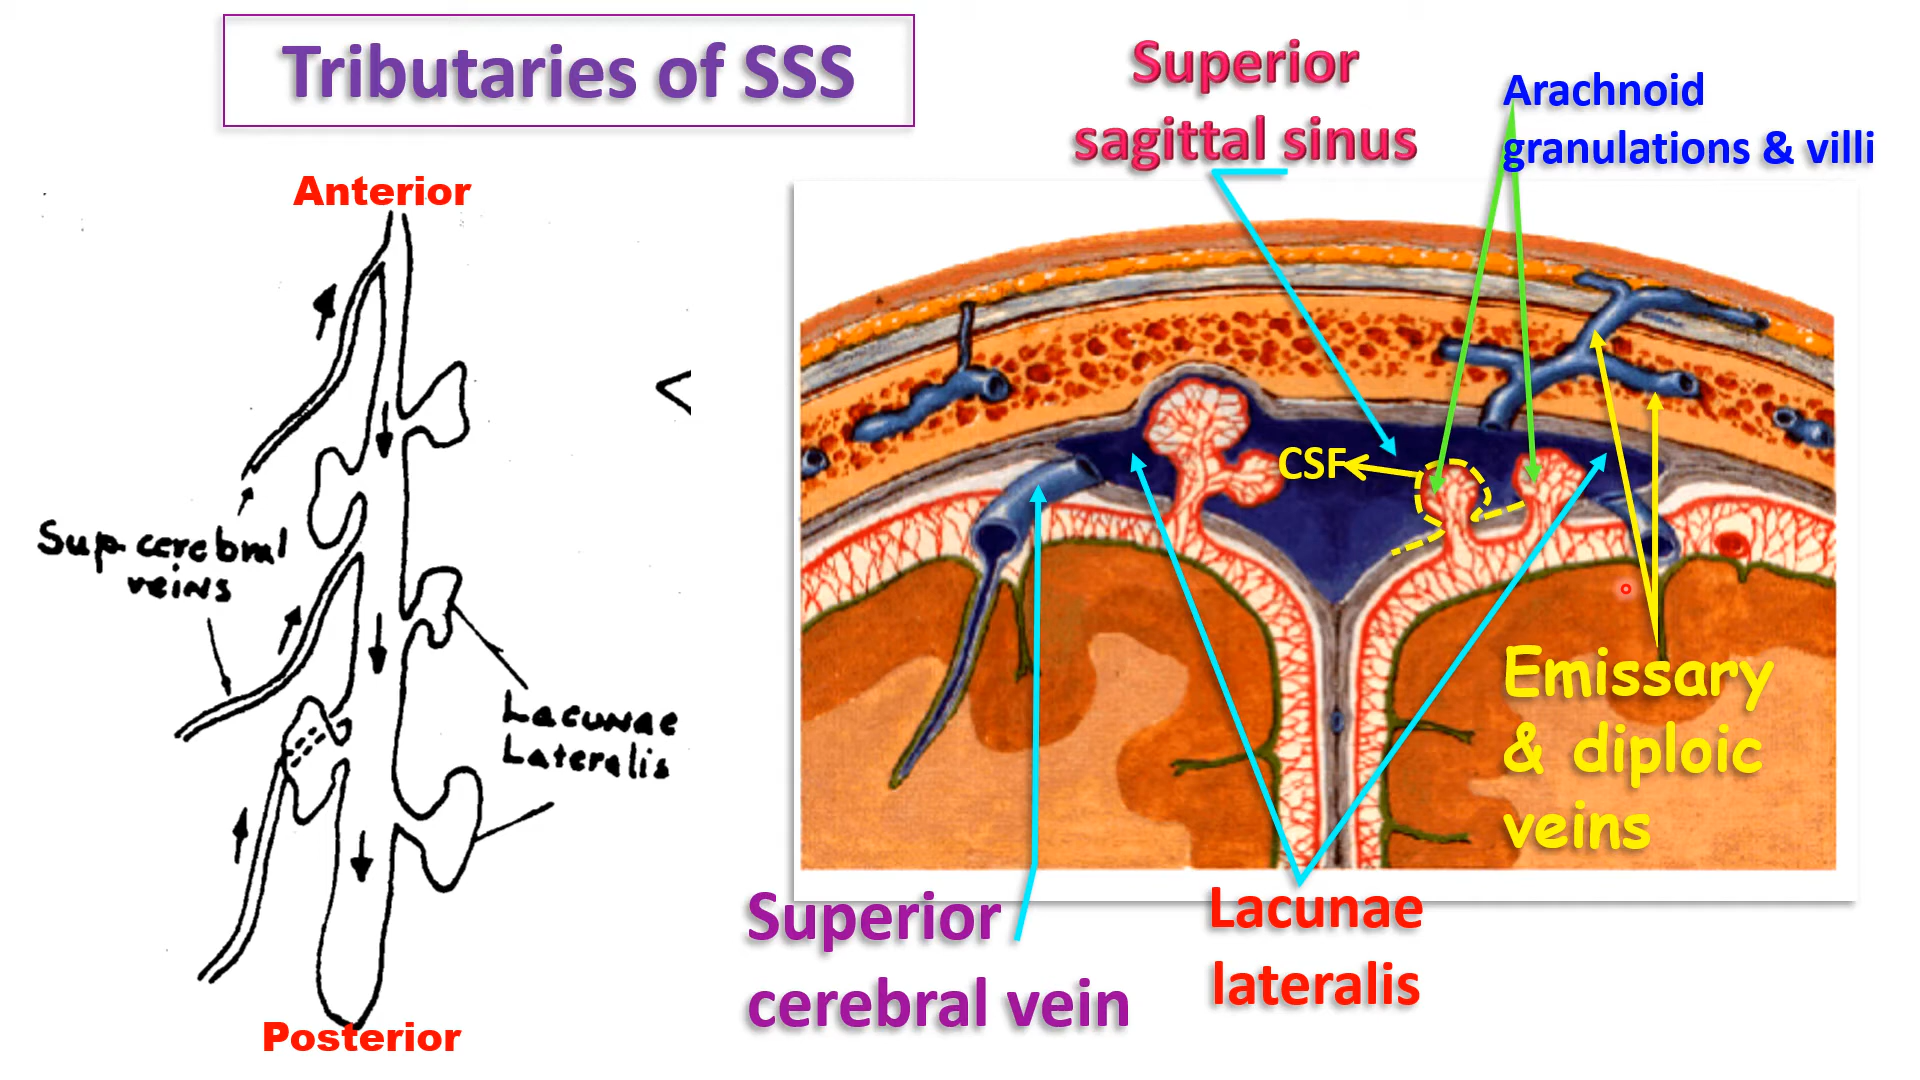 Tributaries of SSS
Anterior
Sup. cerebral
veins
Lacunae
Lateralis
Posterior
<
Superior
sagittal sinus
Arachnoid
granulations & villi
CSF
Emissary
& diploic
veins
Superior
cerebral vein
Lacunae
lateralis